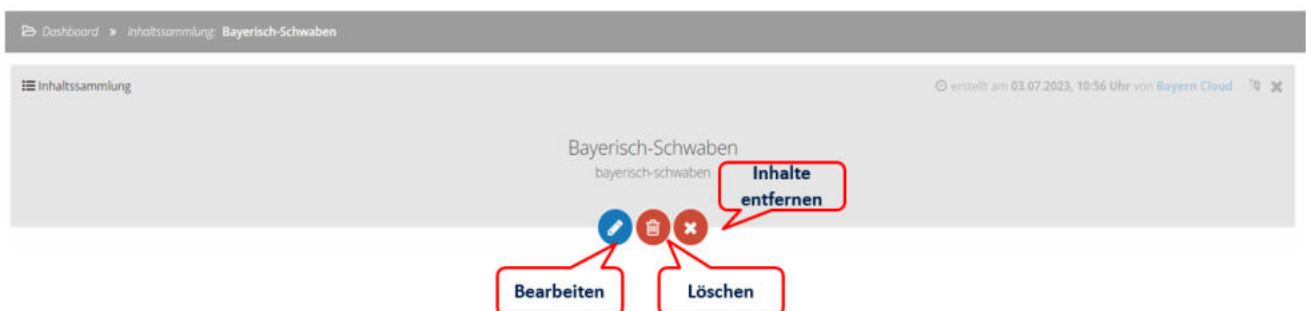 Dashboard » Inhaltssammlung: Bayerisch-Schwaben
Inhaltssammlung
erstellt am 03.07.2023, 10:56 Uhr von Bayern Cloud
Bayerisch-Schwaben
bayerisch-schwaben
Inhalte
entfernen
Bearbeiten
Löschen